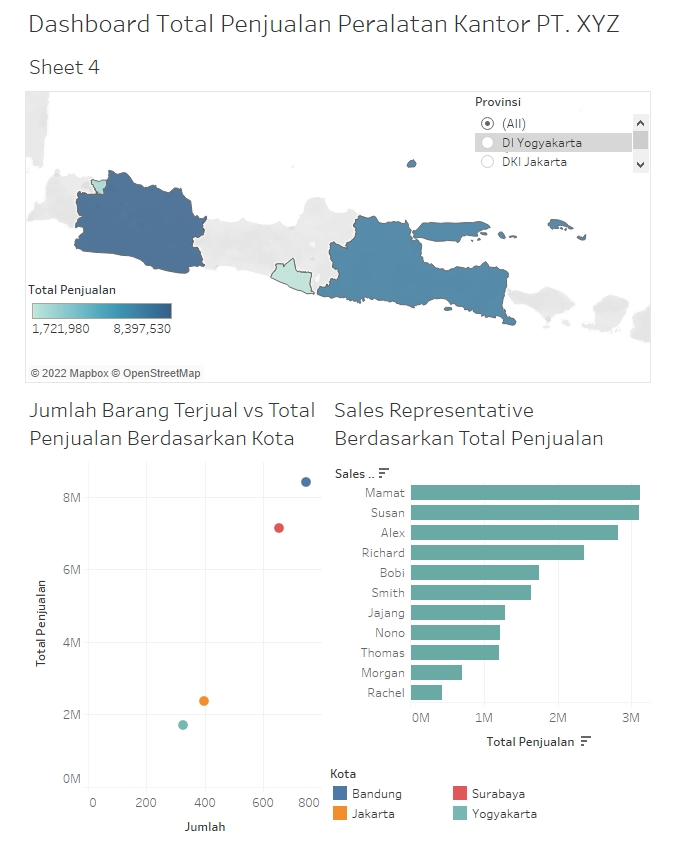 Dashboard Total Penjualan Peralatan Kantor PT. XYZ
Sheet 4
Provinsi
(All)
DI Yogyakarta
DKI Jakarta
Total Penjualan
1,721,980 8,397,530
© 2022 Mapbox © OpenStreetMap
Jumlah Barang Terjual vs Total
Penjualan Berdasarkan Kota
8M
6M
4M
2M
0M
Total Penjualan
0 200 400 600 800
Jumlah
Sales Representative
Berdasarkan Total Penjualan
Sales ..
Mamat
Susan
Alex
Richard
Bobi
Smith
Jajang
Nono
Thomas
Morgan
Rachel
0M 1M 2M 3M
Total Penjualan
Kota
Bandung Surabaya
Jakarta Yogyakarta